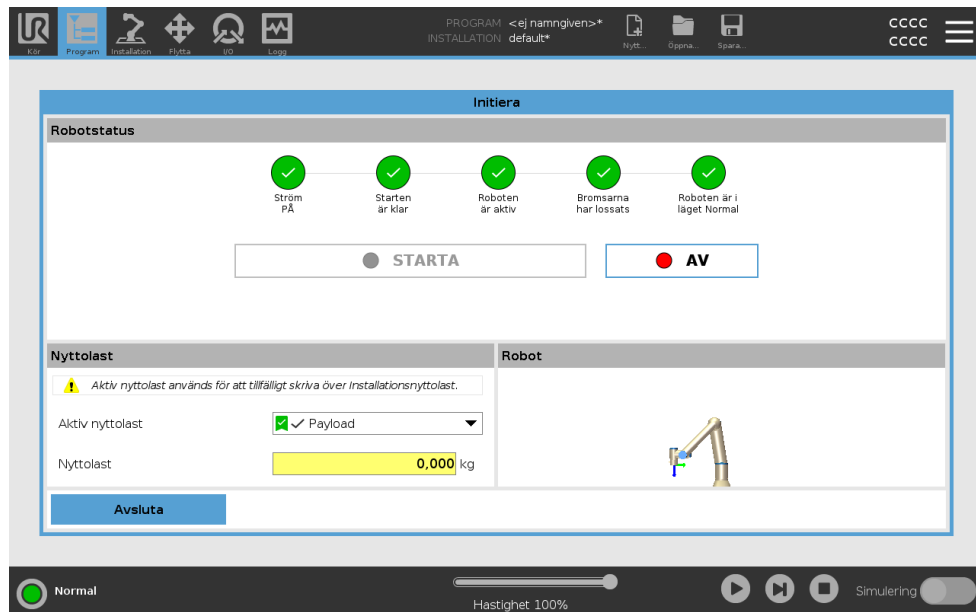 PROGRAM <ej namngiven>*
INSTALLATION default*
CCCC
CCCC
Kör Program Installation Flytta I/O Logg Nytt... Öppna... Spara...
Initiera
Robotstatus
Ström PÅ
Starten är klar
Roboten är aktiv
Bromsarna har lossats
Roboten är i läget Normal
STARTA
AV
Nyttolast
Robot
Aktiv nyttolast används för att tillfälligt skriva över Installationsnyttolast.
Aktiv nyttolast
Payload
Nyttolast
0,000 kg
Avsluta
Normal
Hastighet 100%
Simulering